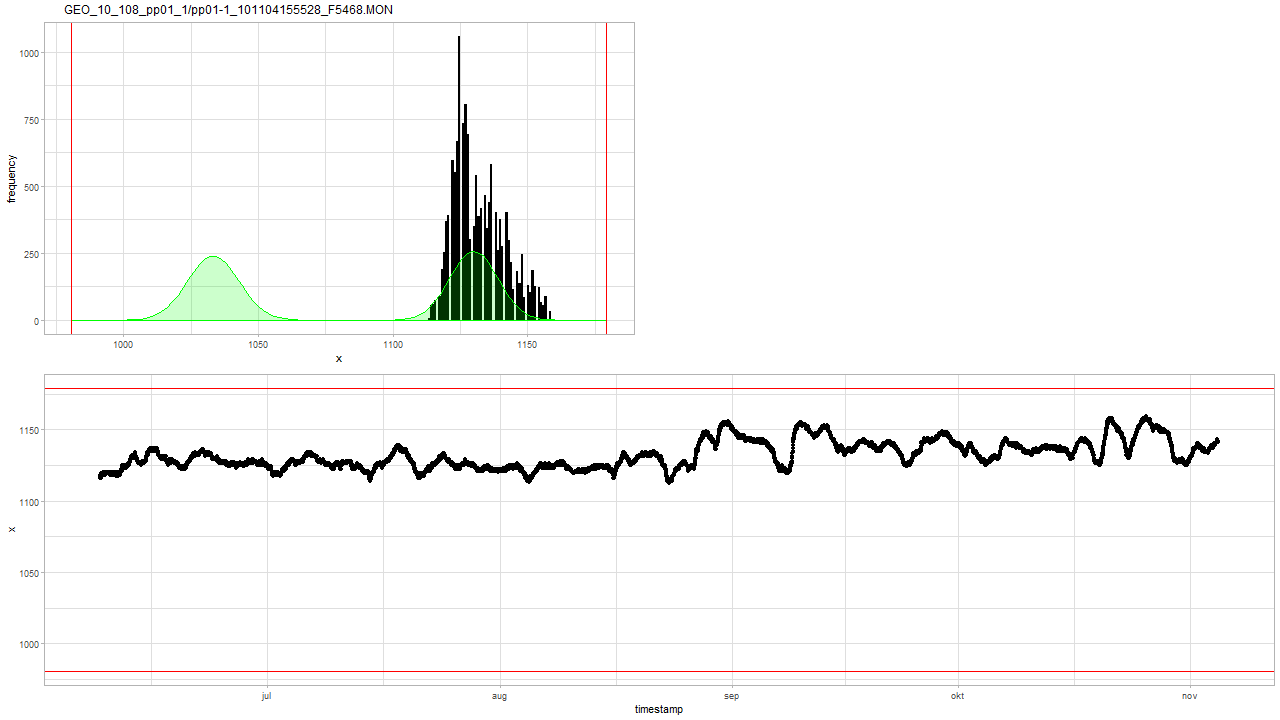 GEO_10_108_pp01_1/pp01-1_101104155528_F5468.MON
1000
750
500
250
0
frequency
1000 1050 1100 1150
x
1150
1100
1050
1000
x
jul aug sep okt nov
timestamp